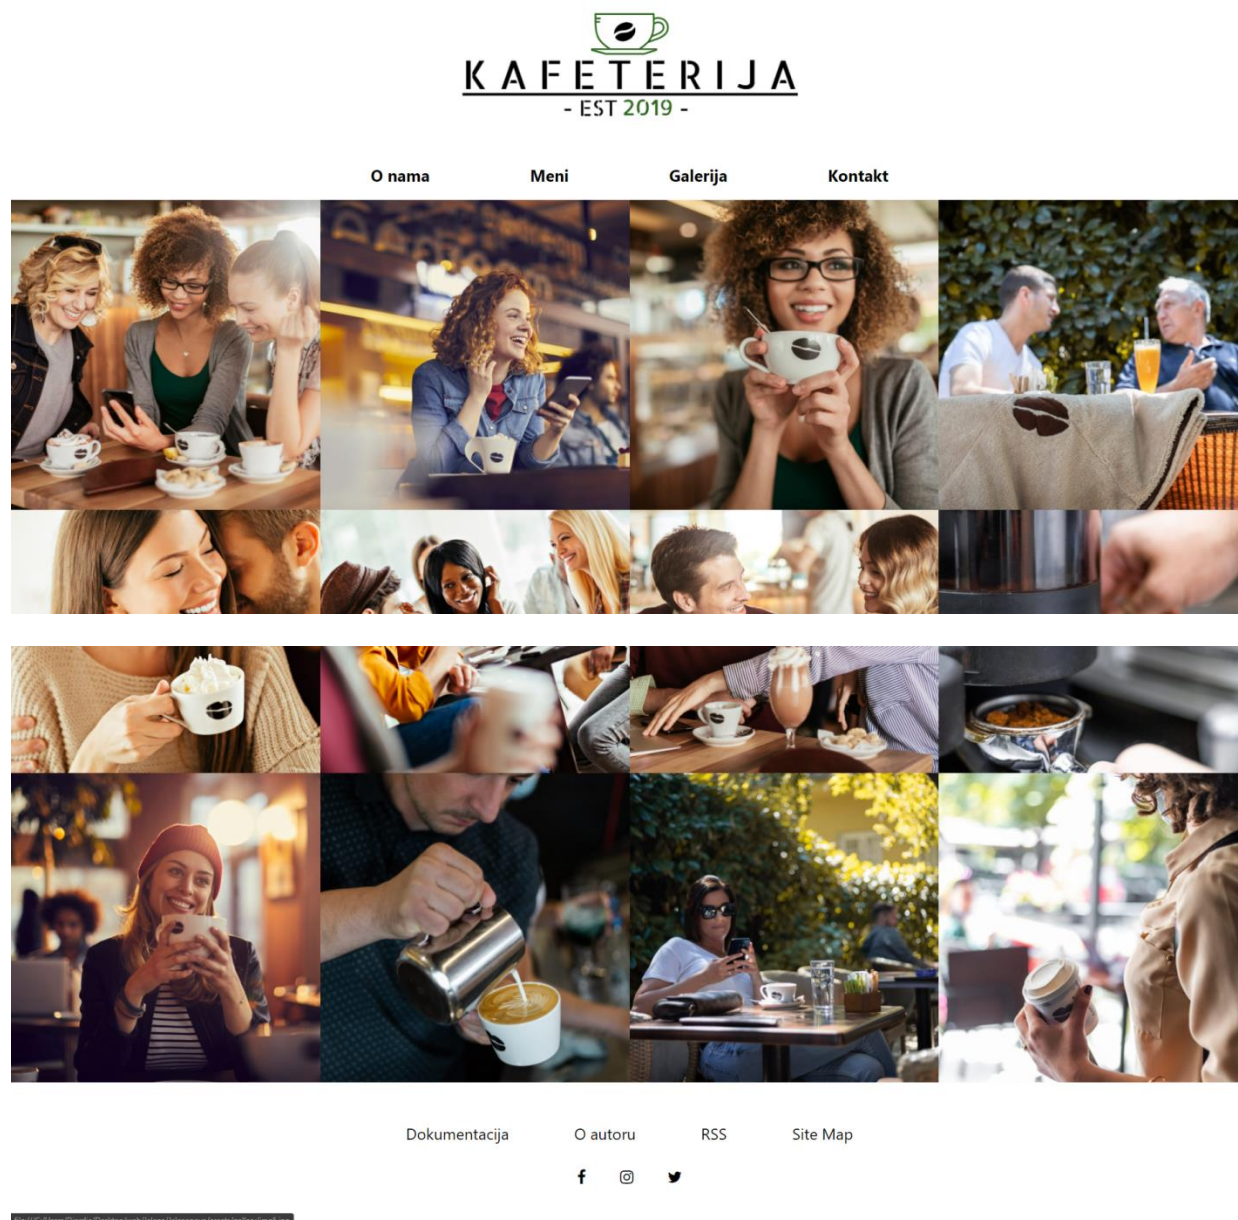 KAFETERIJA
- EST 2019 -
O nama Meni Galerija Kontakt
Dokumentacija O autoru RSS Site Map